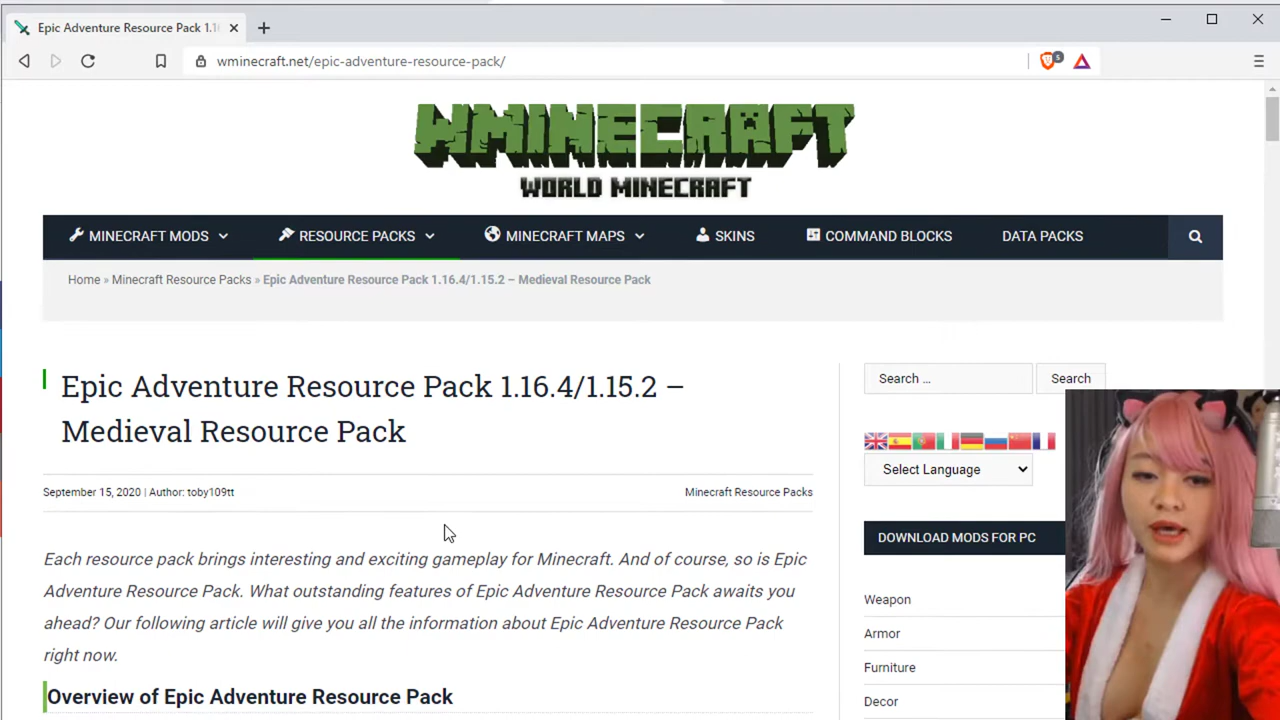 Epic Adventure Resource Pack 1.1
wminecraft.net/epic-adventure-resource-pack/
5
WMINECRAFT
WORLD MINECRAFT
MINECRAFT MODS
RESOURCE PACKS
MINECRAFT MAPS
SKINS
COMMAND BLOCKS
DATA PACKS
Home » Minecraft Resource Packs » Epic Adventure Resource Pack 1.16.4/1.15.2 – Medieval Resource Pack
Epic Adventure Resource Pack 1.16.4/1.15.2 –
Medieval Resource Pack
September 15, 2020 | Author: toby109tt
Minecraft Resource Packs
Each resource pack brings interesting and exciting gameplay for Minecraft. And of course, so is Epic
Adventure Resource Pack. What outstanding features of Epic Adventure Resource Pack awaits you
ahead? Our following article will give you all the information about Epic Adventure Resource Pack
right now.
Overview of Epic Adventure Resource Pack
Search ...
Search
Select Language
DOWNLOAD MODS FOR PC
Weapon
Armor
Furniture
Decor